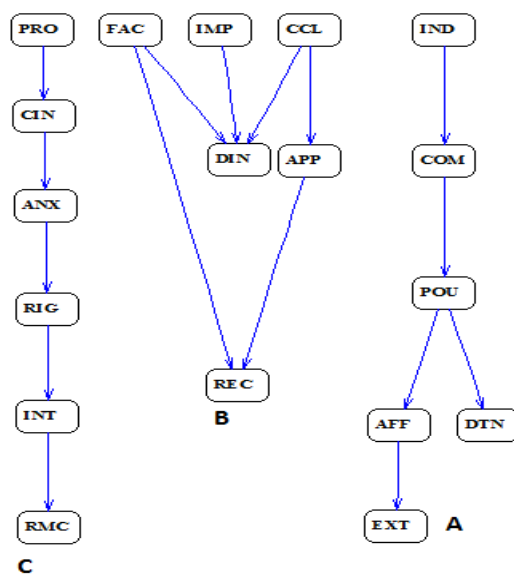 PRO FAC IMP CCL IND
CIN
DIN APP COM
ANX
POU
RIG
REC
B
INT AFF DTN
RMC EXT A
C